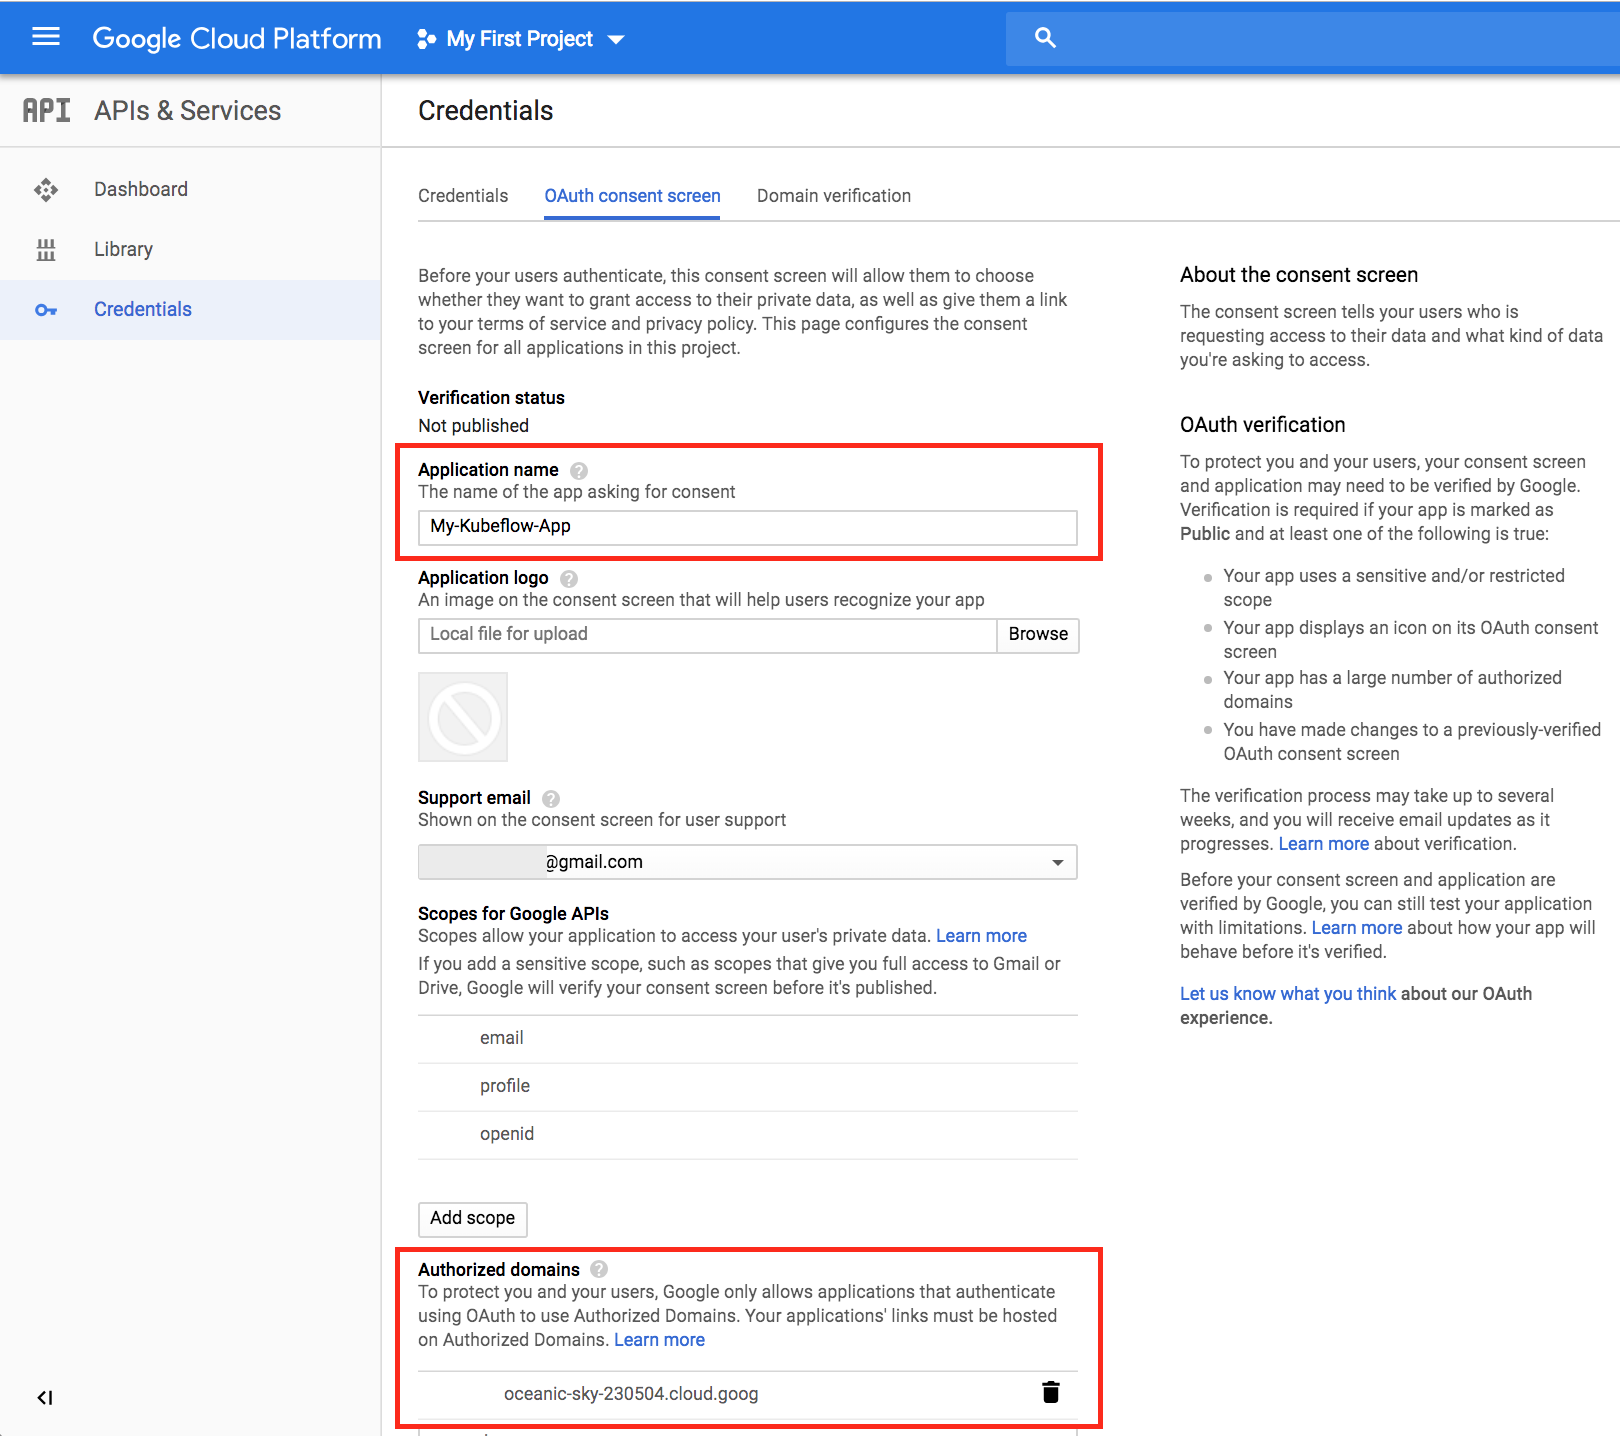 Google Cloud Platform
My First Project
API APIs & Services
Credentials
Dashboard
Library
Credentials
Credentials
OAuth consent screen
Domain verification
Before your users authenticate, this consent screen will allow them to choose
whether they want to grant access to their private data, as well as give them a link
to your terms of service and privacy policy. This page configures the consent
screen for all applications in this project.
Verification status
Not published
Application name ?
The name of the app asking for consent
My-Kubeflow-App
Application logo ?
An image on the consent screen that will help users recognize your app
Local file for upload
Browse
Support email ?
Shown on the consent screen for user support
@gmail.com
Scopes for Google APIs
Scopes allow your application to access your user's private data. Learn more
If you add a sensitive scope, such as scopes that give you full access to Gmail or
Drive, Google will verify your consent screen before it's published.
email
profile
openid
Add scope
Authorized domains ?
To protect you and your users, Google only allows applications that authenticate
using OAuth to use Authorized Domains. Your applications' links must be hosted
on Authorized Domains. Learn more
oceanic-sky-230504.cloud.goog
About the consent screen
The consent screen tells your users who is
requesting access to their data and what kind of data
you're asking to access.
OAuth verification
To protect you and your users, your consent screen
and application may need to be verified by Google.
Verification is required if your app is marked as
Public and at least one of the following is true:
Your app uses a sensitive and/or restricted
scope
Your app displays an icon on its OAuth consent
screen
Your app has a large number of authorized
domains
You have made changes to a previously-verified
OAuth consent screen
The verification process may take up to several
weeks, and you will receive email updates as it
progresses. Learn more about verification.
Before your consent screen and application are
verified by Google, you can still test your application
with limitations. Learn more about how your app will
behave before it's verified.
Let us know what you think about our OAuth
experience.